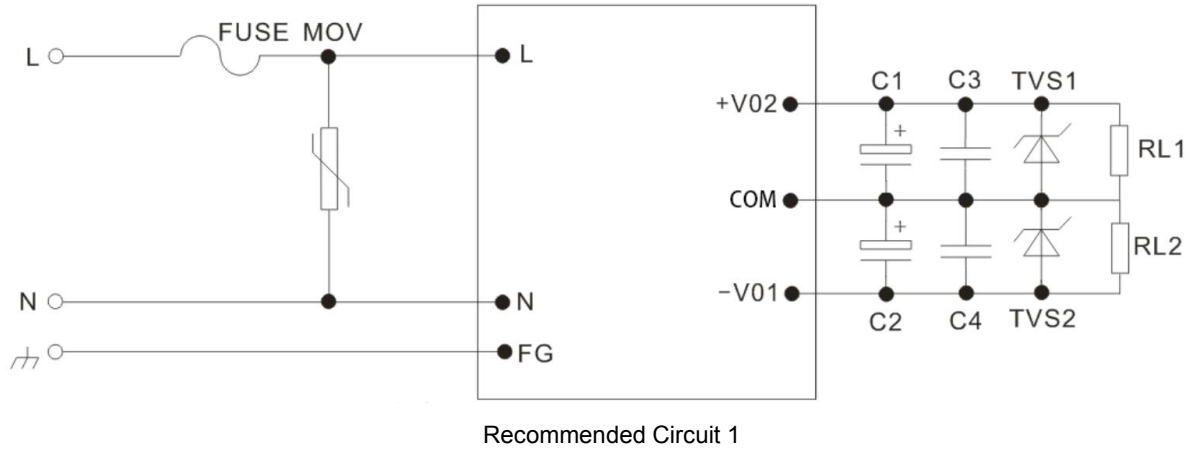 FUSE MOV
L
L
C1
C3
TVS1
+V02
RL1
COM
RL2
N
N
-V01
C2
C4
TVS2
FG
+
+
Recommended Circuit 1